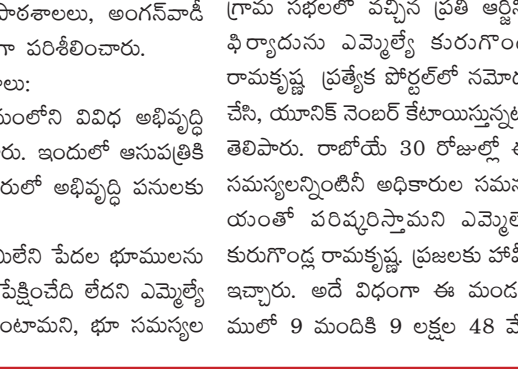 పాఠశాలలు, అంగన్‌వాడీ
గా పరిశీలించారు.
లు:
లోని వివిధ అభివృద్ధి
రు. ఇందులో ఆసుపత్రికి
రులో అభివృద్ధి పనులకు
మిలేని పేదల భూములను
పేక్షించేది లేదని ఎమ్మెల్యే
ంటామని, భూ సమస్యల
గ్రామ సభలలో వచ్చిన ప్రతి
ఫిర్యాదును ఎమ్మెల్యే కురుగొం
రామకృష్ణ ప్రత్యేక పోర్టల్‌లో నమో
చేసి, యూనిక్ నెంబర్ కేటాయిస్తున్న
తెలిపారు. రాబోయే 30 రోజుల్లో ఈ
సమస్యలన్నింటినీ అధికారుల సమ
యంతో పరిష్కరిస్తామని ఎమ్మె
కురుగొండ్ల రామకృష్ణ. ప్రజలకు హా
ఇచ్చారు. అదే విధంగా ఈ మండ
ములో 9 మందికి 9 లక్షల 48 వే